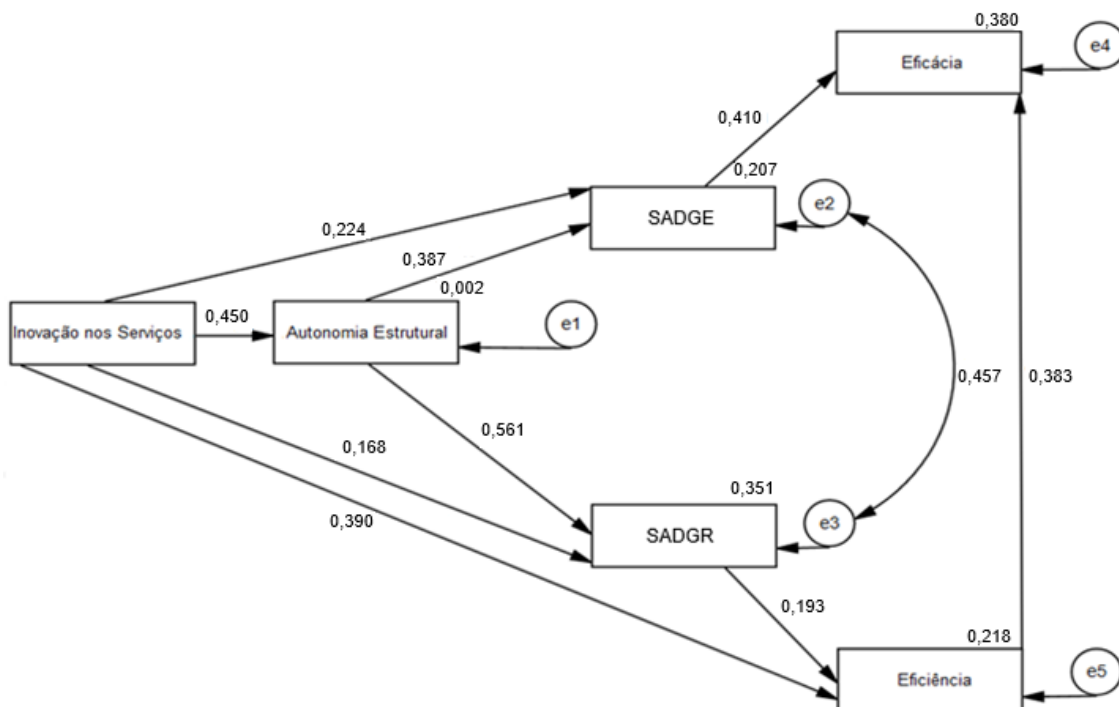 0,380
e4
Eficácia
0,410
0,207
e2
SADGE
0,224
0,387
0,002
e1
Inovação nos Serviços
0,450
Autonomia Estrutural
0,457
0,383
0,561
0,168
0,351
e3
SADGR
0,390
0,193
0,218
Eficiência
e5